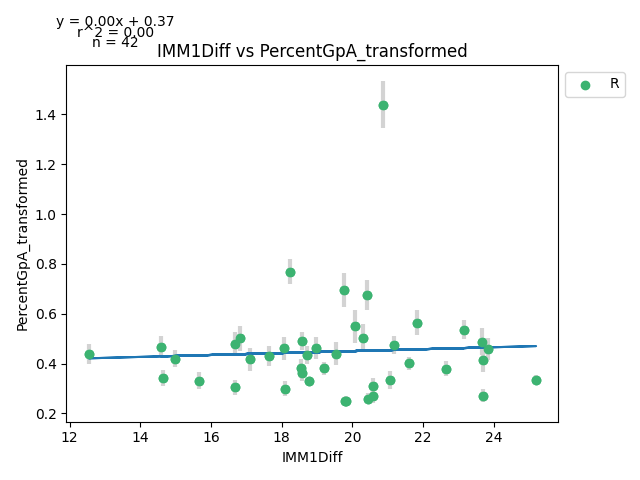 y = 0.00x + 0.37
r^2 = 0.00
n = 42
IMM1Diff vs PercentGpA_transformed
R
PercentGpA_transformed
1.4
1.2
1.0
0.8
0.6
0.4
0.2
12 14 16 18 20 22 24
IMM1Diff